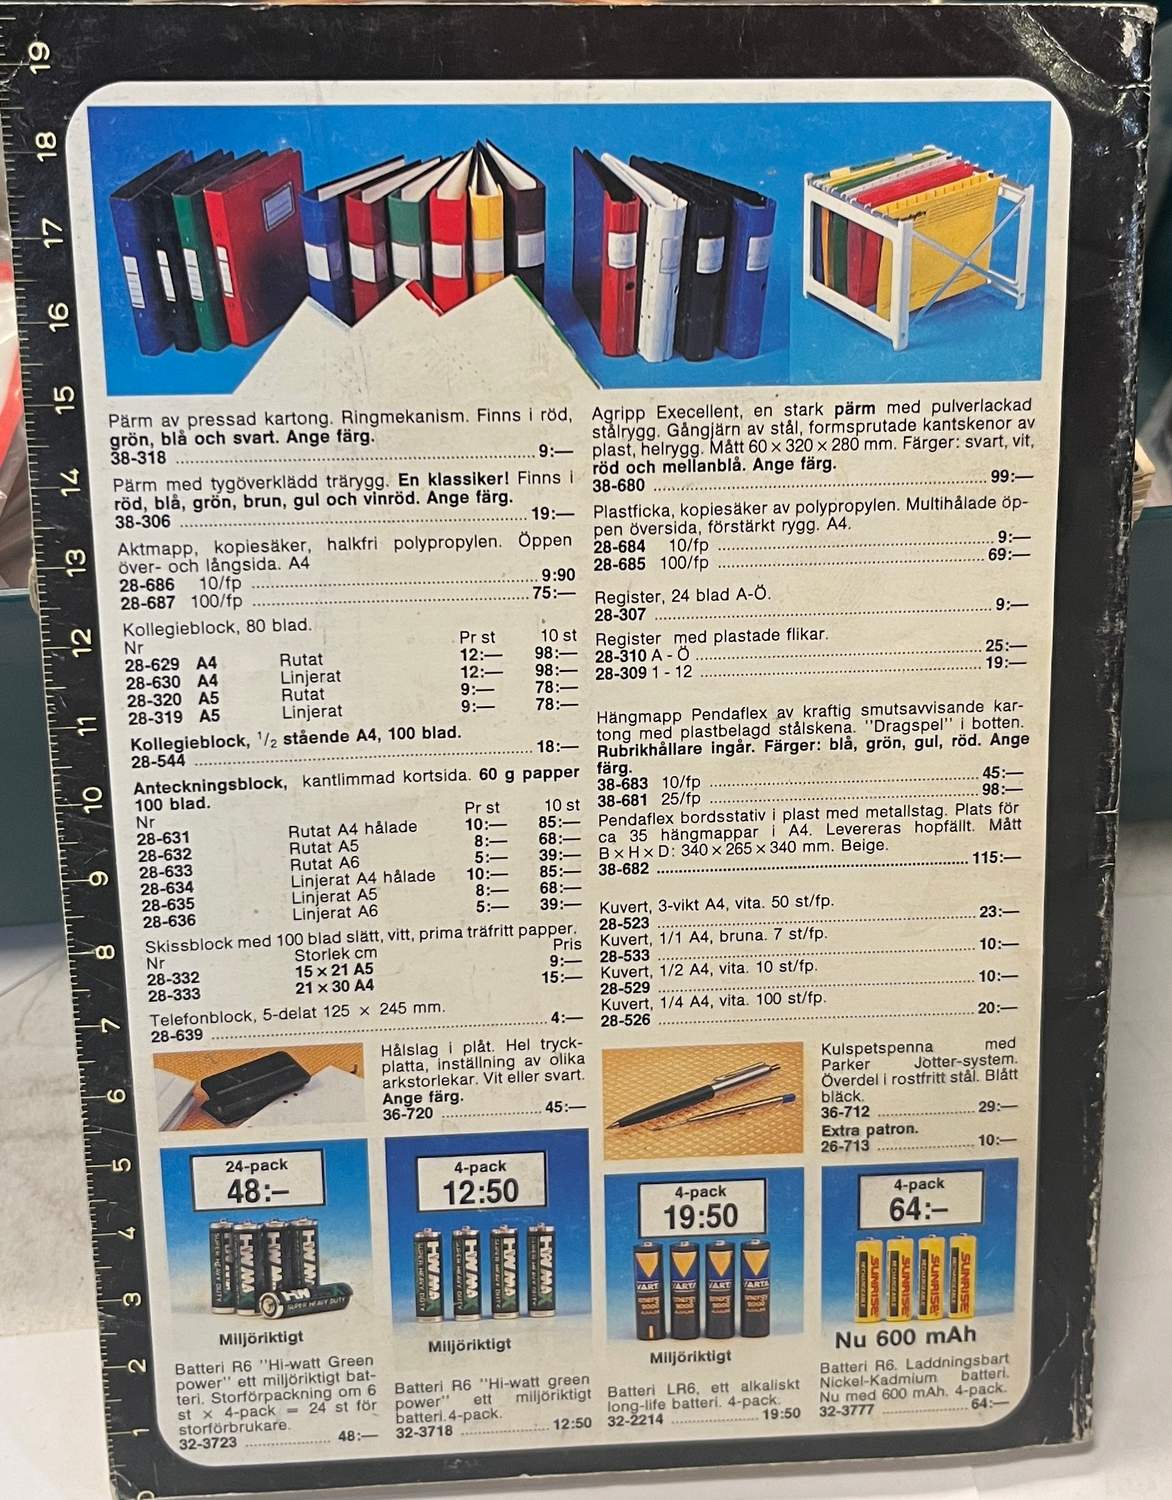 19
18
17
16
15
14
13
12
11
10
9
8
7
6
5
4
3
2
1
Pärm av pressad kartong. Ringmekanism. Finns i röd,
grön, blå och svart. Ange färg.
38-318 ........ 9:—
Pärm med tygöverklädd trärygg. En klassiker! Finns i
röd, blå, grön, brun, gul och vinröd. Ange färg.
38-306 ........ 19:—
Aktmapp, kopiesäker, halkfri polypropylen. Öppen
över- och långsida. A4
28-686 10/fp ........ 9:90
28-687 100/fp ........ 75:—
Kollegieblock, 80 blad.
Nr Pr st 10 st
28-629 A4 Rutat 12:— 98:—
28-630 A4 Linjerat 12:— 98:—
28-320 A5 Rutat 9:— 78:—
28-319 A5 Linjerat 9:— 78:—
Kollegieblock, 1/2 stående A4, 100 blad.
28-544 ........ 18:—
Anteckningsblock, kantlimmad kortsida. 60 g papper
100 blad.
Nr Pr st 10 st
28-631 Rutat A4 hålade 10:— 85:—
28-632 Rutat A5 8:— 68:—
28-633 Rutat A6 5:— 39:—
28-634 Linjerat A4 hålade 10:— 85:—
28-635 Linjerat A5 8:— 68:—
28-636 Linjerat A6 5:— 39:—
Skissblock med 100 blad slätt, vitt, prima träfritt papper.
Nr Storlek cm Pris
28-332 15 × 21 A5 9:—
28-333 21 × 30 A4 15:—
Telefonblock, 5-delat 125 × 245 mm.
28-639 ........ 4:—
Agripp Execellent, en stark pärm med pulverlackad
stålrygg. Gångjärn av stål, formsprutade kantskenor av
plast, helrygg. Mått 60 × 320 × 280 mm. Färger: svart, vit,
röd och mellanblå. Ange färg.
38-680 ........ 99:—
Plastficka, kopiesäker av polypropylen. Multihålade öp-
pen översida, förstärkt rygg. A4.
28-684 10/fp ........ 9:—
28-685 100/fp ........ 69:—
Register, 24 blad A-Ö.
28-307 ........ 9:—
Register med plastade flikar.
28-310 A - Ö ........ 25:—
28-309 1 - 12 ........ 19:—
Hängmapp Pendaflex av kraftig smutsavvisande kar-
tong med plastbelagd stålskena. "Dragspel" i botten.
Rubrikhållare ingår. Färger: blå, grön, gul, röd. Ange
färg.
38-683 10/fp ........ 45:—
38-681 25/fp ........ 98:—
Pendaflex bordsstativ i plast med metallstag. Plats för
ca 35 hängmappar i A4. Levereras hopfällt. Mått
B × H × D: 340 × 265 × 340 mm. Beige.
38-682 ........ 115:—
Kuvert, 3-vikt A4, vita. 50 st/fp.
28-523 ........ 23:—
Kuvert, 1/1 A4, bruna. 7 st/fp.
28-533 ........ 10:—
Kuvert, 1/2 A4, vita. 10 st/fp.
28-529 ........ 10:—
Kuvert, 1/4 A4, vita. 100 st/fp.
28-526 ........ 20:—
Hålslag i plåt. Hel tryck-
platta, inställning av olika
arkstorlekar. Vit eller svart.
Ange färg.
36-720 ........ 45:—
Kulspetspenna med
Parker Jotter-system.
Överdel i rostfritt stål. Blått
bläck.
36-712 ........ 29:—
Extra patron.
26-713 ........ 10:—
24-pack
48:–
HW MAX
SUPER HEAVY DUTY
Miljöriktigt
Batteri R6 "Hi-watt Green
power" ett miljöriktigt bat-
teri. Storförpackning om 6
st × 4-pack = 24 st för
storförbrukare.
32-3723 ........ 48:—
4-pack
12:50
HW MAX
Miljöriktigt
Batteri R6 "Hi-watt green
power" ett miljöriktigt
batteri.4-pack.
32-3718 ........ 12:50
4-pack
19:50
VARTA
Miljöriktigt
Batteri LR6, ett alkaliskt
long-life batteri. 4-pack.
32-2214 ........ 19:50
4-pack
64:–
SUNRISE SUNRISE SUNRISE SUNRISE
Nu 600 mAh
Batteri R6. Laddningsbart
Nickel-Kadmium batteri.
Nu med 600 mAh. 4-pack.
32-3777 ........ 64:—